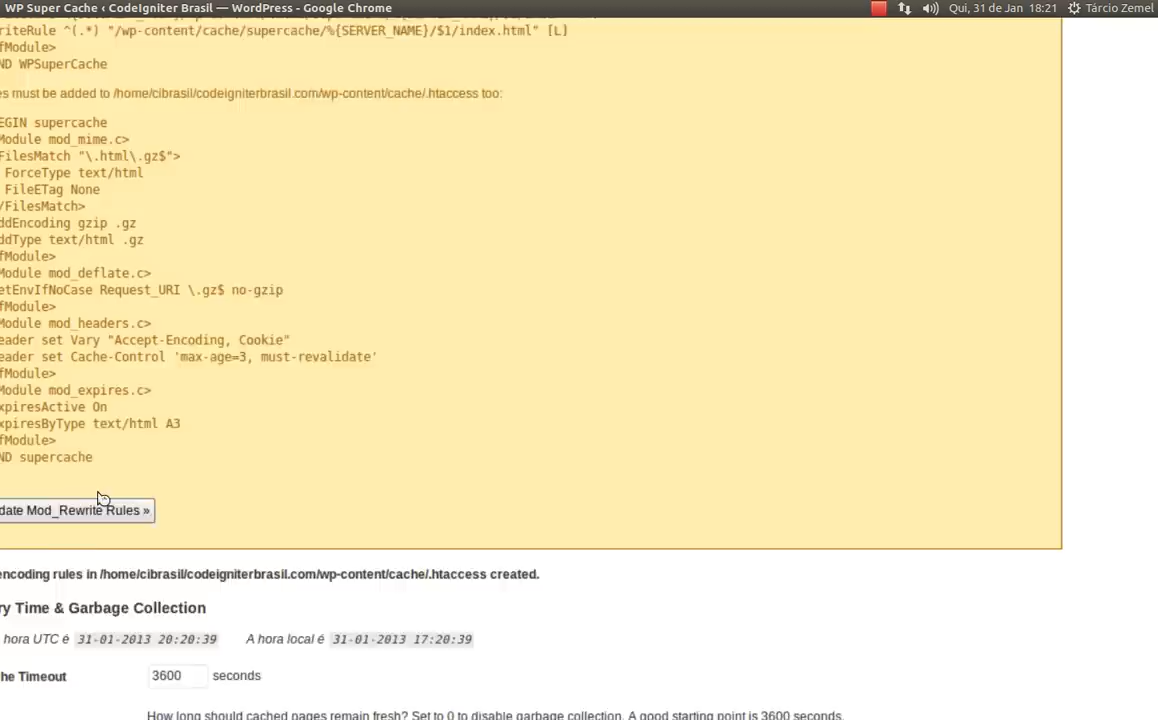 WP Super Cache ‹ CodeIgniter Brasil — WordPress - Google Chrome
Qui, 31 de Jan 18:21 Tárcio Zemel
riteRule ^(.*) "/wp-content/cache/supercache/%{SERVER_NAME}/$1/index.html" [L]
fModule>
ND WPSuperCache
es must be added to /home/cibrasil/codeigniterbrasil.com/wp-content/cache/.htaccess too:
EGIN supercache
Module mod_mime.c>
FilesMatch "\.html\.gz$">
ForceType text/html
FileETag None
/FilesMatch>
ddEncoding gzip .gz
ddType text/html .gz
fModule>
Module mod_deflate.c>
etEnvIfNoCase Request_URI \.gz$ no-gzip
fModule>
Module mod_headers.c>
eader set Vary "Accept-Encoding, Cookie"
eader set Cache-Control 'max-age=3, must-revalidate'
fModule>
Module mod_expires.c>
xpiresActive On
xpiresByType text/html A3
fModule>
ND supercache
date Mod_Rewrite Rules »
encoding rules in /home/cibrasil/codeigniterbrasil.com/wp-content/cache/.htaccess created.
ry Time & Garbage Collection
hora UTC é 31-01-2013 20:20:39 A hora local é 31-01-2013 17:20:39
he Timeout 3600 seconds
How long should cached pages remain fresh? Set to 0 to disable garbage collection. A good starting point is 3600 seconds.